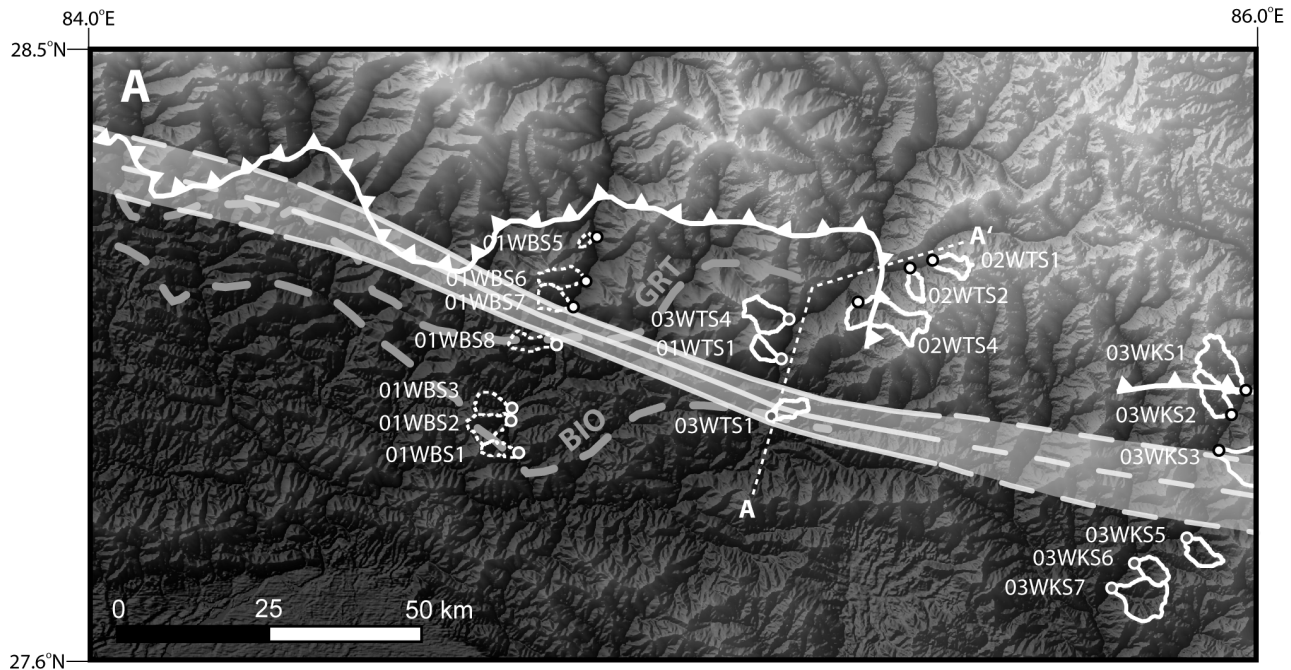 84.0°E
86.0°E
28.5°N
A
A'
01WBS5
02WTS1
01WBS6
GRT
02WTS2
01WBS7
03WTS4
01WBS8
01WTS1
02WTS4
03WKS1
01WBS3
03WKS2
01WBS2
03WTS1
BIO
01WBS1
03WKS3
A
03WKS5
03WKS6
03WKS7
0 25 50 km
27.6°N